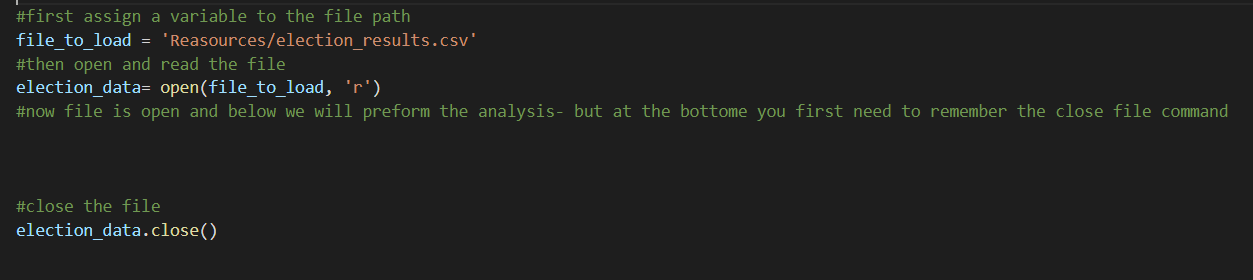 #first assign a variable to the file path
file_to_load = 'Reasources/election_results.csv'
#then open and read the file
election_data= open(file_to_load, 'r')
#now file is open and below we will preform the analysis- but at the bottome you first need to remember the close file command
#close the file
election_data.close()